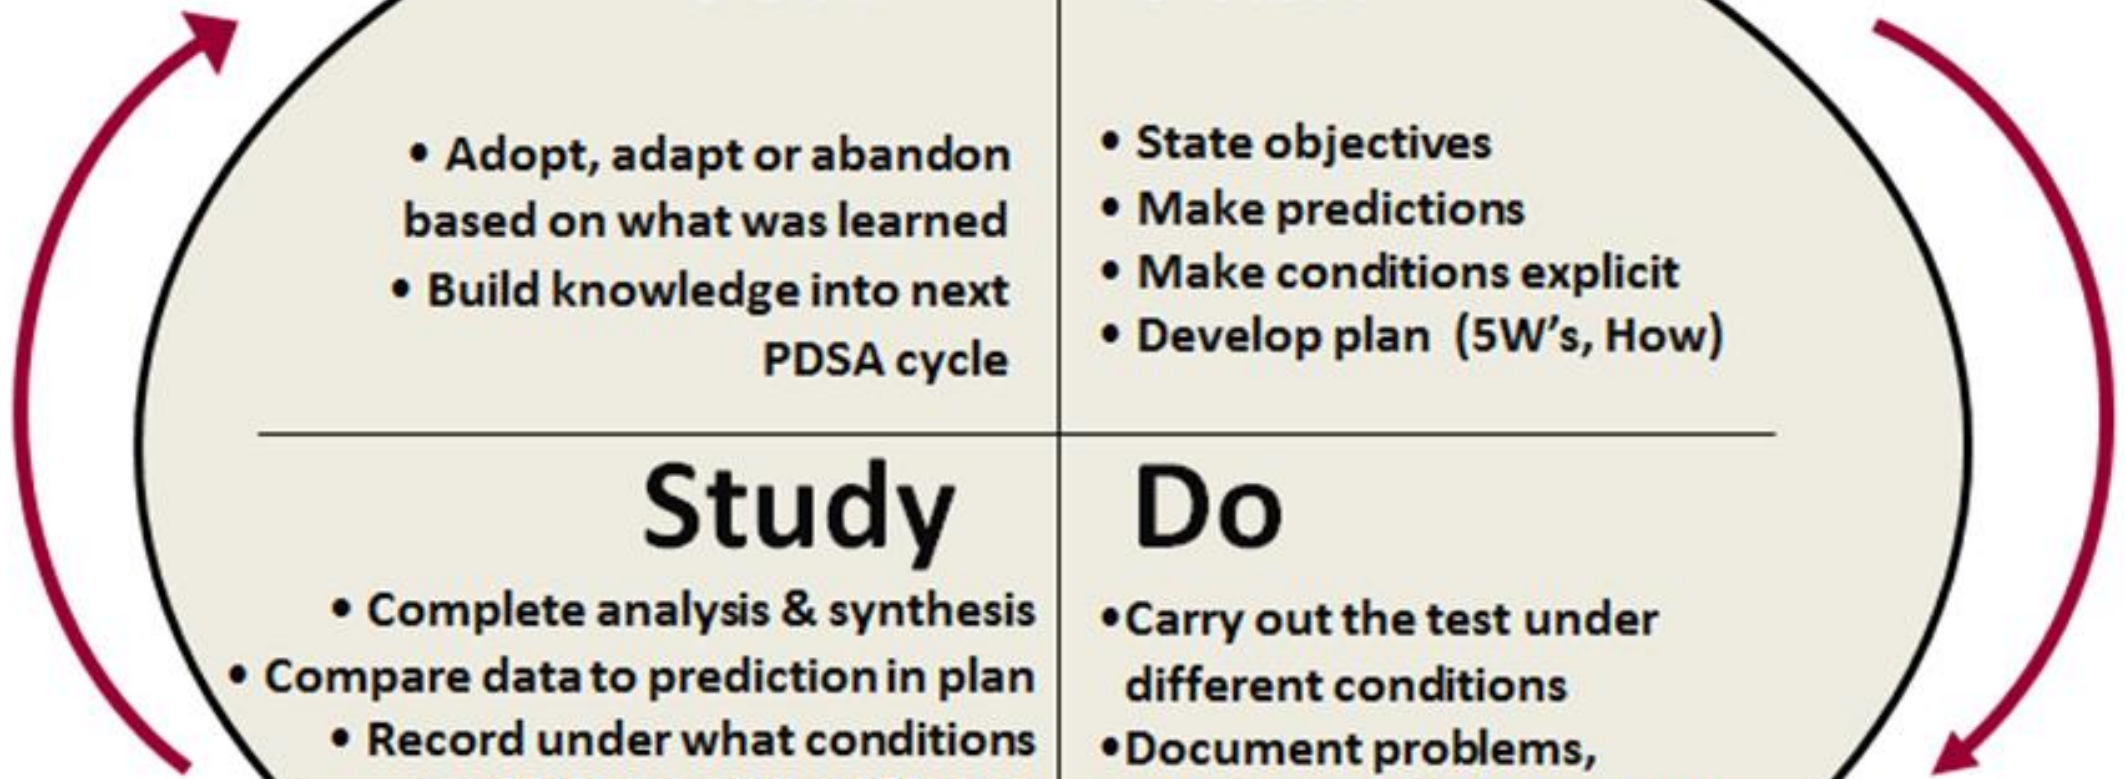 • Adopt, adapt or abandon
based on what was learned
• Build knowledge into next
PDSA cycle
• State objectives
• Make predictions
• Make conditions explicit
• Develop plan (5W’s, How)
Study
• Complete analysis & synthesis
• Compare data to prediction in plan
• Record under what conditions
Do
•Carry out the test under
different conditions
•Document problems,